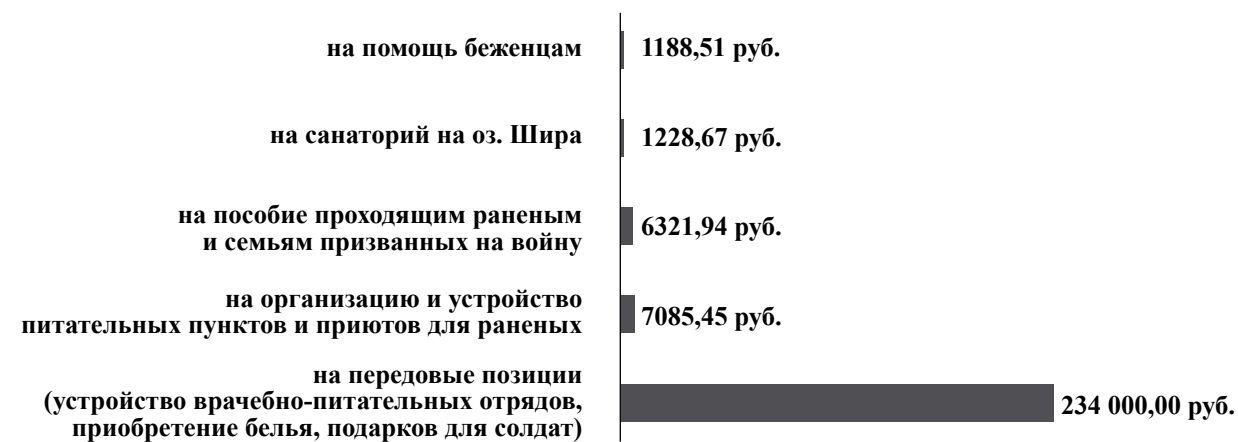 на помощь беженцам
1188,51 руб.
на санаторий на оз. Шира
1228,67 руб.
на пособие проходящим раненым
и семьям призванных на войну
6321,94 руб.
на организацию и устройство
питательных пунктов и приютов для раненых
7085,45 руб.
на передовые позиции
(устройство врачебно-питательных отрядов,
приобретение белья, подарков для солдат)
234 000,00 руб.